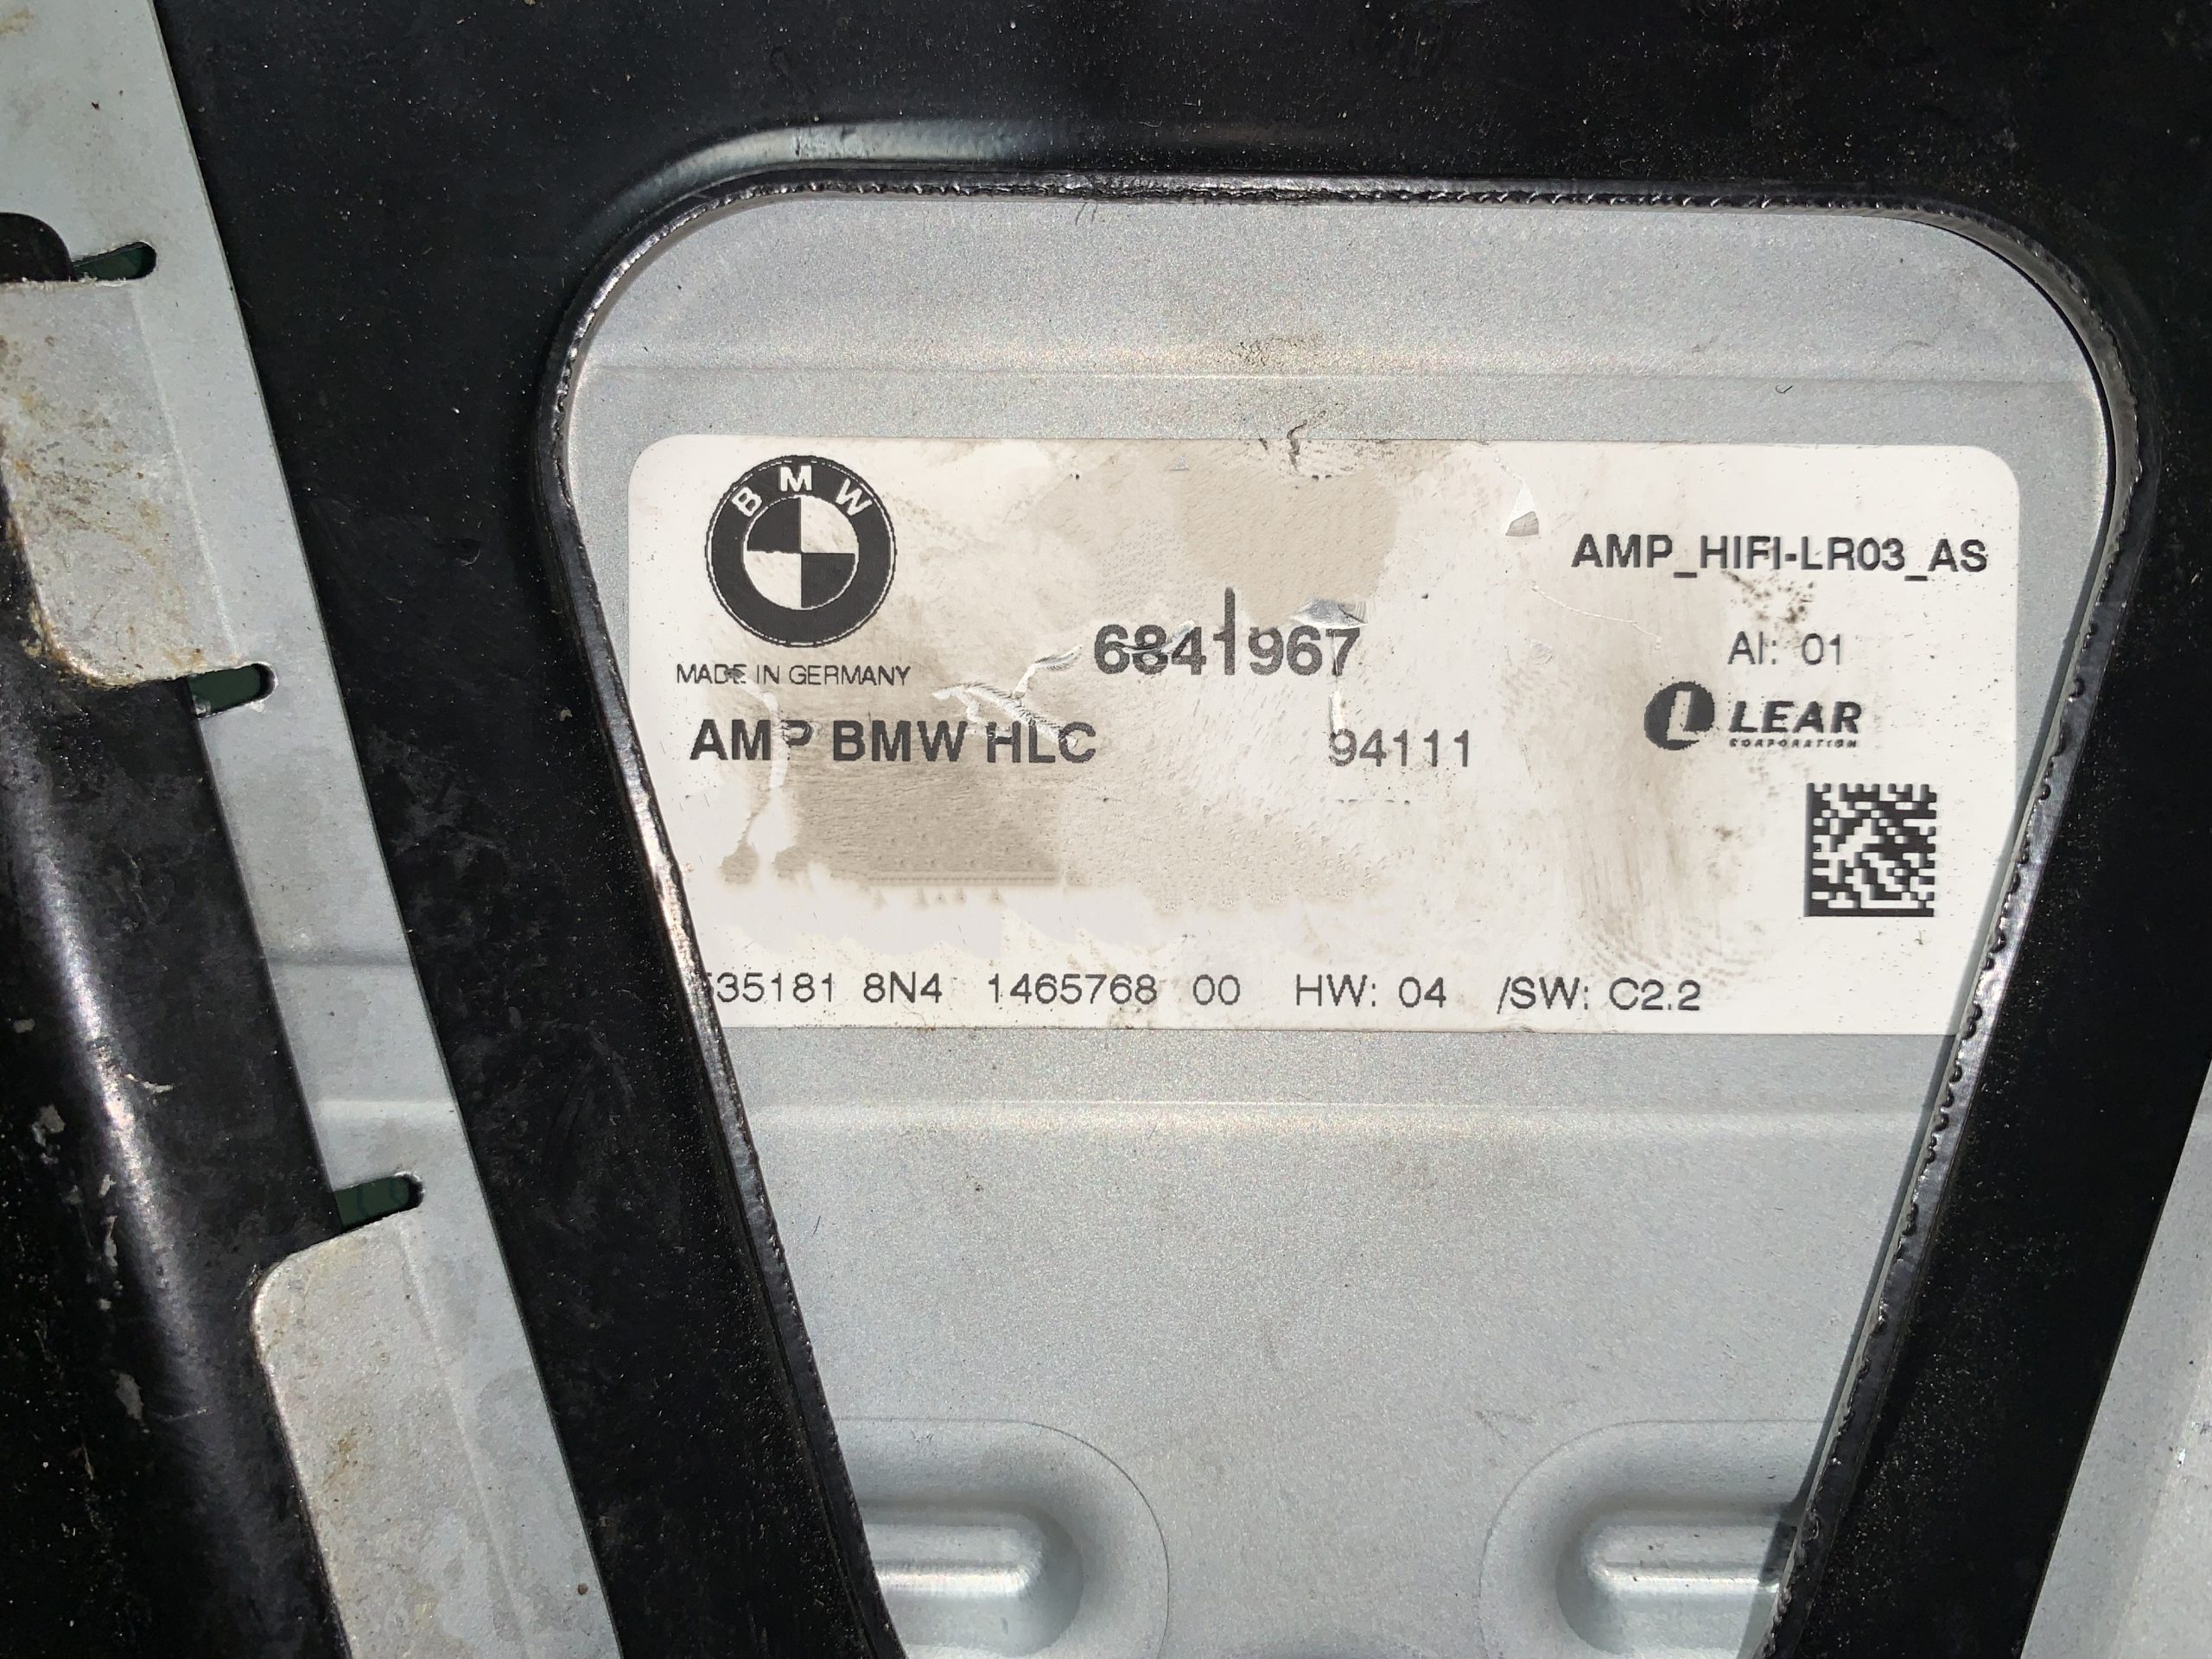 BMW
AMP_HIFI-LR03_AS
6841967
AI: 01
MADE IN GERMANY
LEAR
CORPORATION
AMP BMW HLC 94111
35181 8N4 1465768 00 HW: 04 /SW: C2.2